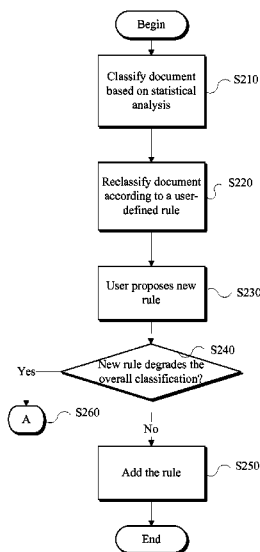 Begin
Classify document
based on statistical
analysis
S210
Reclassify document
according to a user-
defined rule
S220
User proposes new
rule
S230
S240
New rule degrades the
overall classification?
Yes
A
S260
No
Add the rule
S250
End